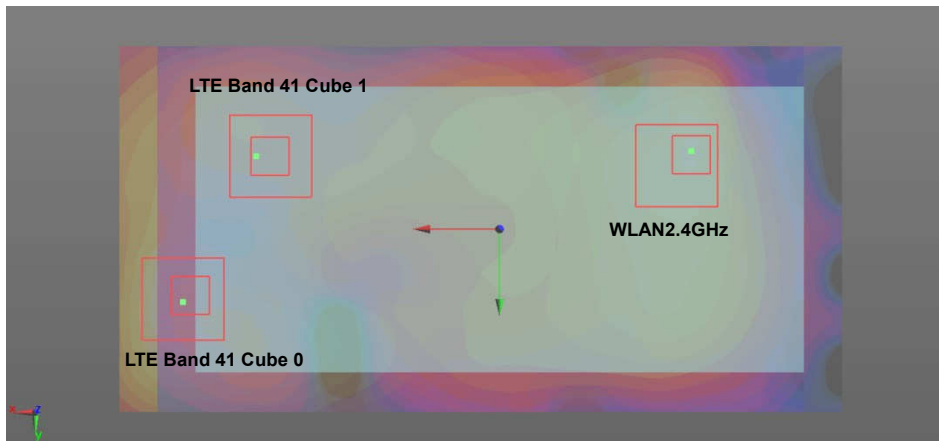 LTE Band 41 Cube 1
WLAN2.4GHz
LTE Band 41 Cube 0
x z
y